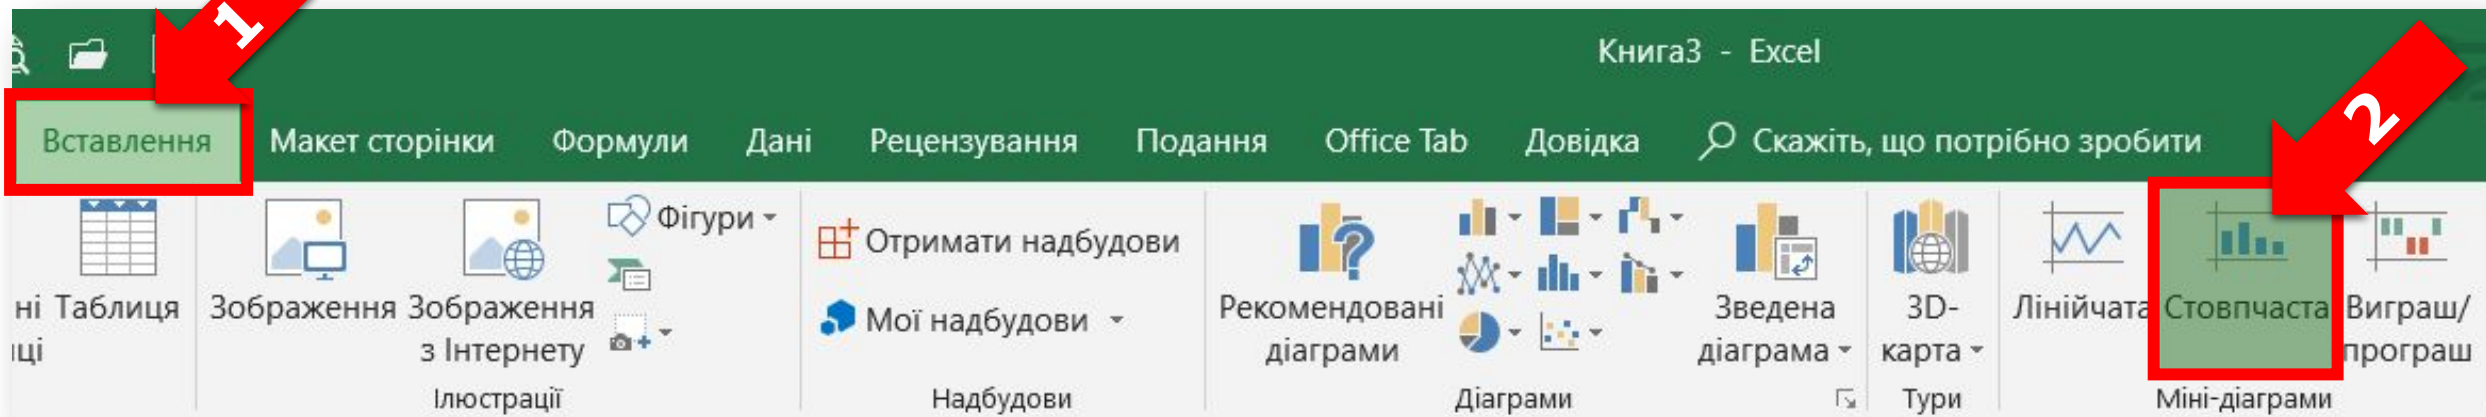 1
Книга3 - Excel
2
Вставлення Макет сторінки Формули Дані Рецензування Подання Office Tab Довідка Скажіть, що потрібно зробити
Фігури
Отримати надбудови
ні Таблиця Зображення Зображення Мої надбудови Рекомендовані Зведена 3D- Лінійчата Стовпчаста Виграш/
ці з Інтернету діаграми діаграма карта програш
Ілюстрації Надбудови Діаграми Тури Міні-діаграми